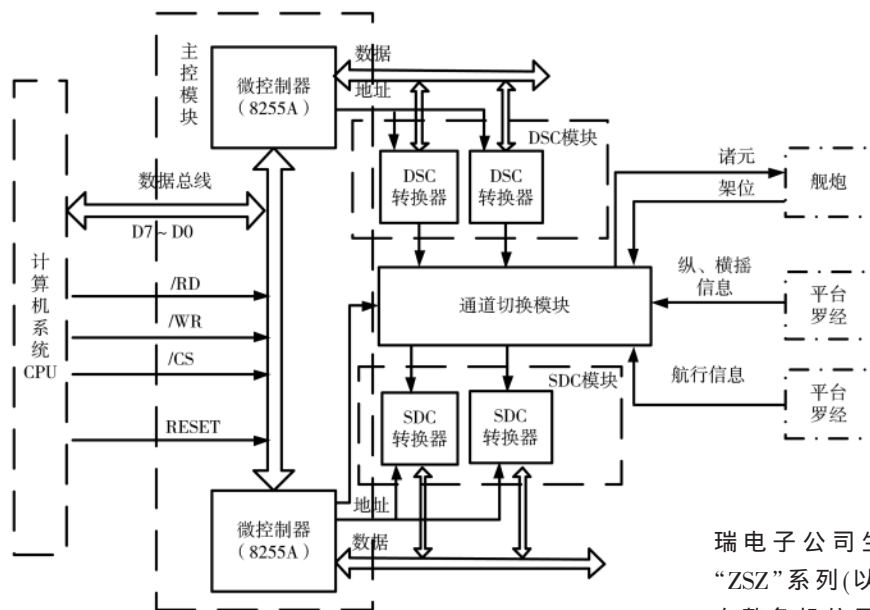 主控模块
微控制器
（8255A）
数据
地址
DSC模块
DSC
转换器
DSC
转换器
诸元
架位
舰炮
数据总线
D7～D0
计算机系统CPU
/RD
/WR
/CS
RESET
通道切换模块
纵、横摇
信息
平台
罗经
航行信息
平台
罗经
SDC模块
SDC
转换器
SDC
转换器
微控制器
（8255A）
地址
数据
瑞电子公司生
“ZSZ”系列(以